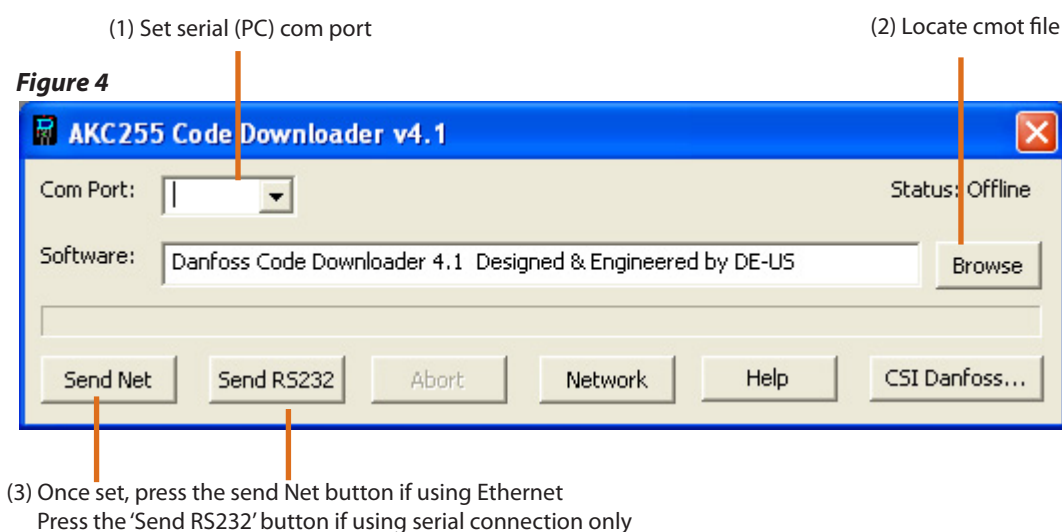 (1) Set serial (PC) com port
(2) Locate cmot file
Figure 4
AKC255 Code Downloader v4.1
Com Port:
Status: Offline
Software:
Danfoss Code Downloader 4.1 Designed & Engineered by DE-US
Browse
Send Net
Send RS232
Abort
Network
Help
CSI Danfoss...
(3) Once set, press the send Net button if using Ethernet
Press the ‘Send RS232’ button if using serial connection only